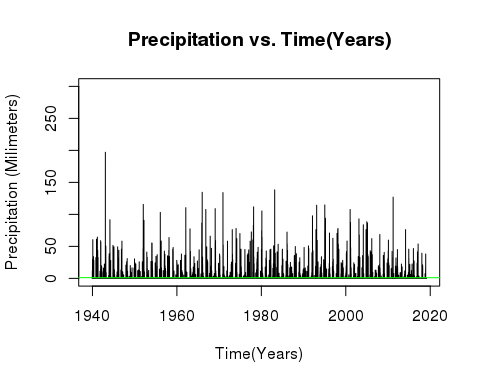 Precipitation vs. Time(Years)
Precipitation (Milimeters)
250
150
50
0
1940 1960 1980 2000 2020
Time(Years)